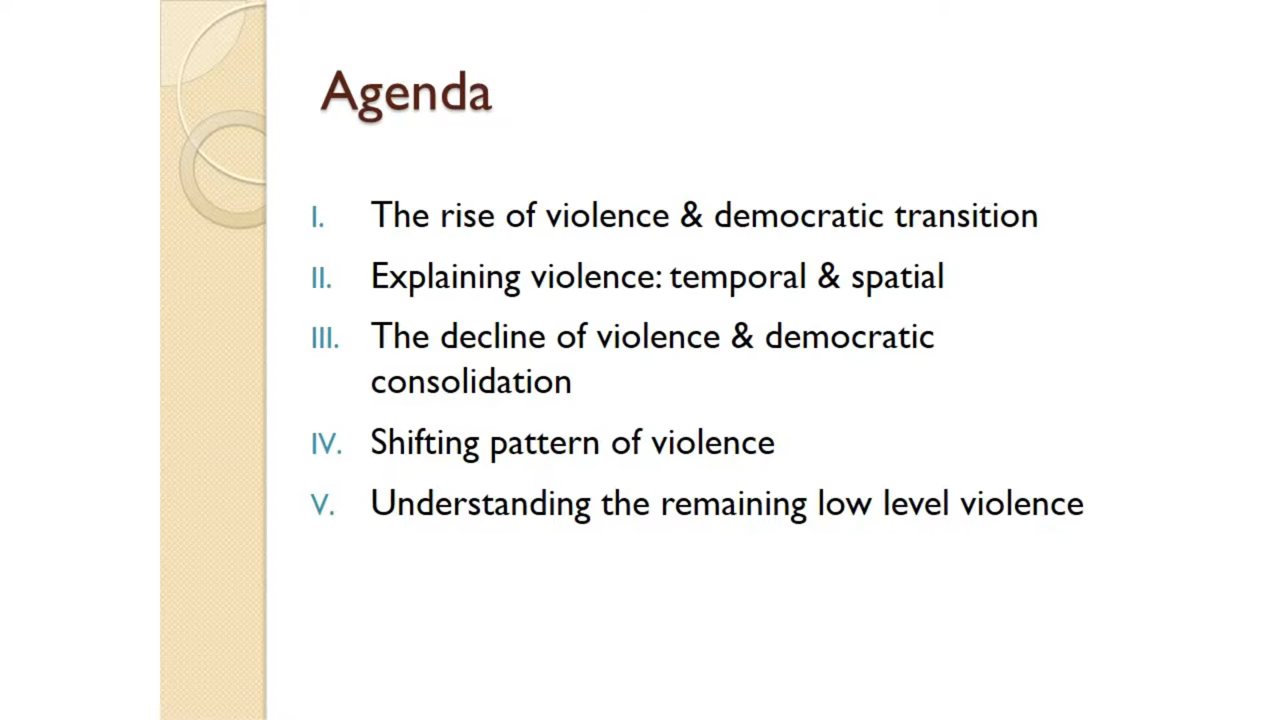 Agenda
I. The rise of violence & democratic transition
II. Explaining violence: temporal & spatial
III. The decline of violence & democratic
consolidation
IV. Shifting pattern of violence
V. Understanding the remaining low level violence